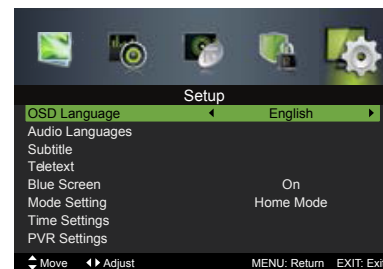 Setup
OSD Language English
Audio Languages
Subtitle
Teletext
Blue Screen On
Mode Setting Home Mode
Time Settings
PVR Settings
Move Adjust MENU: Return EXIT: Exit